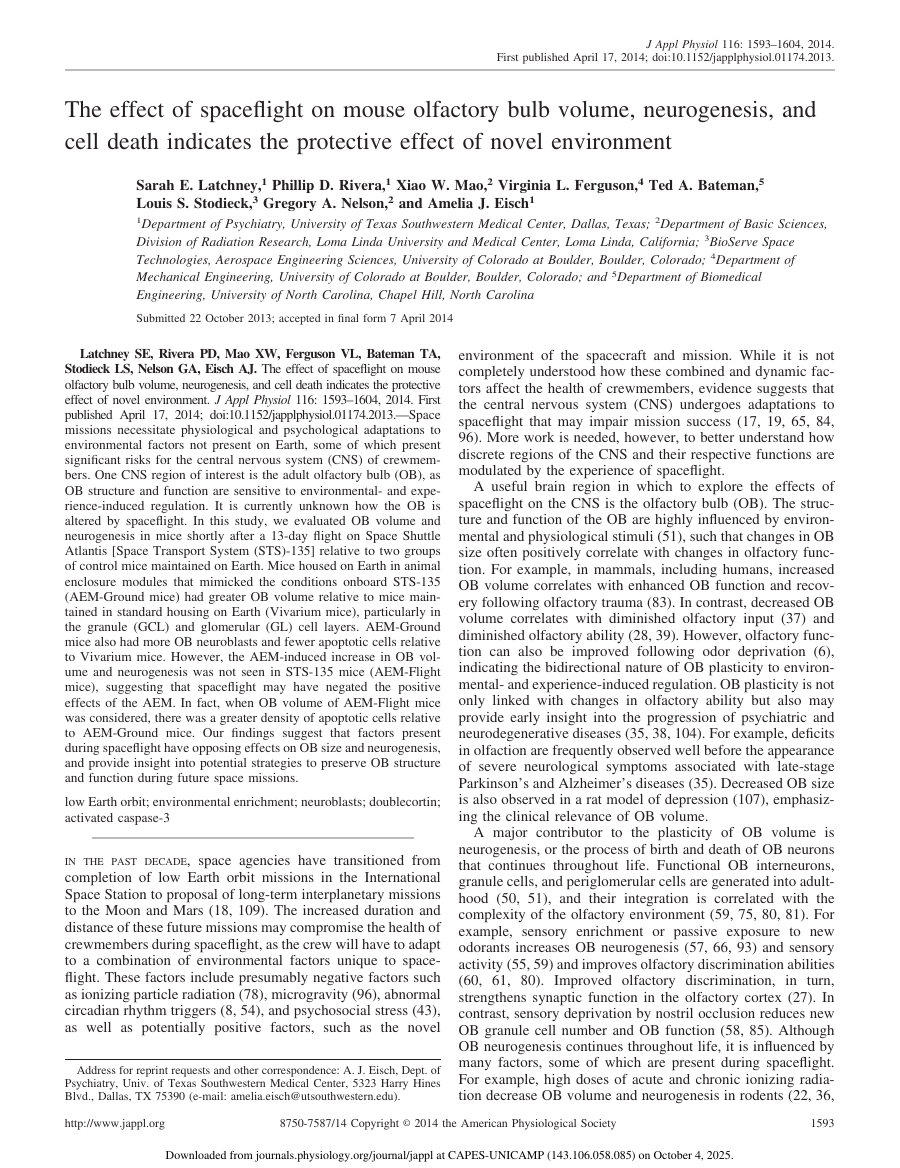 J Appl Physiol 116: 1593–1604, 2014.
First published April 17, 2014; doi:10.1152/japplphysiol.01174.2013.
The effect of spaceflight on mouse olfactory bulb volume, neurogenesis, and
cell death indicates the protective effect of novel environment
Sarah E. Latchney,1 Phillip D. Rivera,1 Xiao W. Mao,2 Virginia L. Ferguson,4 Ted A. Bateman,5
Louis S. Stodieck,3 Gregory A. Nelson,2 and Amelia J. Eisch1
1Department of Psychiatry, University of Texas Southwestern Medical Center, Dallas, Texas; 2Department of Basic Sciences,
Division of Radiation Research, Loma Linda University and Medical Center, Loma Linda, California; 3BioServe Space
Technologies, Aerospace Engineering Sciences, University of Colorado at Boulder, Boulder, Colorado; 4Department of
Mechanical Engineering, University of Colorado at Boulder, Boulder, Colorado; and 5Department of Biomedical
Engineering, University of North Carolina, Chapel Hill, North Carolina
Submitted 22 October 2013; accepted in final form 7 April 2014
Latchney SE, Rivera PD, Mao XW, Ferguson VL, Bateman TA,
Stodieck LS, Nelson GA, Eisch AJ. The effect of spaceflight on mouse
olfactory bulb volume, neurogenesis, and cell death indicates the protective
effect of novel environment. J Appl Physiol 116: 1593–1604, 2014. First
published April 17, 2014; doi:10.1152/japplphysiol.01174.2013.—Space
missions necessitate physiological and psychological adaptations to
environmental factors not present on Earth, some of which present
significant risks for the central nervous system (CNS) of crewmem-
bers. One CNS region of interest is the adult olfactory bulb (OB), as
OB structure and function are sensitive to environmental- and expe-
rience-induced regulation. It is currently unknown how the OB is
altered by spaceflight. In this study, we evaluated OB volume and
neurogenesis in mice shortly after a 13-day flight on Space Shuttle
Atlantis [Space Transport System (STS)-135] relative to two groups
of control mice maintained on Earth. Mice housed on Earth in animal
enclosure modules that mimicked the conditions onboard STS-135
(AEM-Ground mice) had greater OB volume relative to mice main-
tained in standard housing on Earth (Vivarium mice), particularly in
the granule (GCL) and glomerular (GL) cell layers. AEM-Ground
mice also had more OB neuroblasts and fewer apoptotic cells relative
to Vivarium mice. However, the AEM-induced increase in OB vol-
ume and neurogenesis was not seen in STS-135 mice (AEM-Flight
mice), suggesting that spaceflight may have negated the positive
effects of the AEM. In fact, when OB volume of AEM-Flight mice
was considered, there was a greater density of apoptotic cells relative
to AEM-Ground mice. Our findings suggest that factors present
during spaceflight have opposing effects on OB size and neurogenesis,
and provide insight into potential strategies to preserve OB structure
and function during future space missions.
low Earth orbit; environmental enrichment; neuroblasts; doublecortin;
activated caspase-3
IN THE PAST DECADE, space agencies have transitioned from
completion of low Earth orbit missions in the International
Space Station to proposal of long-term interplanetary missions
to the Moon and Mars (18, 109). The increased duration and
distance of these future missions may compromise the health of
crewmembers during spaceflight, as the crew will have to adapt
to a combination of environmental factors unique to space-
flight. These factors include presumably negative factors such
as ionizing particle radiation (78), microgravity (96), abnormal
circadian rhythm triggers (8, 54), and psychosocial stress (43),
as well as potentially positive factors, such as the novel
Address for reprint requests and other correspondence: A. J. Eisch, Dept. of
Psychiatry, Univ. of Texas Southwestern Medical Center, 5323 Harry Hines
Blvd., Dallas, TX 75390 (e-mail: amelia.eisch@utsouthwestern.edu).
environment of the spacecraft and mission. While it is not
completely understood how these combined and dynamic fac-
tors affect the health of crewmembers, evidence suggests that
the central nervous system (CNS) undergoes adaptations to
spaceflight that may impair mission success (17, 19, 65, 84,
96). More work is needed, however, to better understand how
discrete regions of the CNS and their respective functions are
modulated by the experience of spaceflight.
A useful brain region in which to explore the effects of
spaceflight on the CNS is the olfactory bulb (OB). The struc-
ture and function of the OB are highly influenced by environ-
mental and physiological stimuli (51), such that changes in OB
size often positively correlate with changes in olfactory func-
tion. For example, in mammals, including humans, increased
OB volume correlates with enhanced OB function and recov-
ery following olfactory trauma (83). In contrast, decreased OB
volume correlates with diminished olfactory input (37) and
diminished olfactory ability (28, 39). However, olfactory func-
tion can also be improved following odor deprivation (6),
indicating the bidirectional nature of OB plasticity to environ-
mental- and experience-induced regulation. OB plasticity is not
only linked with changes in olfactory ability but also may
provide early insight into the progression of psychiatric and
neurodegenerative diseases (35, 38, 104). For example, deficits
in olfaction are frequently observed well before the appearance
of severe neurological symptoms associated with late-stage
Parkinson's and Alzheimer's diseases (35). Decreased OB size
is also observed in a rat model of depression (107), emphasiz-
ing the clinical relevance of OB volume.
A major contributor to the plasticity of OB volume is
neurogenesis, or the process of birth and death of OB neurons
that continues throughout life. Functional OB interneurons,
granule cells, and periglomerular cells are generated into adult-
hood (50, 51), and their integration is correlated with the
complexity of the olfactory environment (59, 75, 80, 81). For
example, sensory enrichment or passive exposure to new
odorants increases OB neurogenesis (57, 66, 93) and sensory
activity (55, 59) and improves olfactory discrimination abilities
(60, 61, 80). Improved olfactory discrimination, in turn,
strengthens synaptic function in the olfactory cortex (27). In
contrast, sensory deprivation by nostril occlusion reduces new
OB granule cell number and OB function (58, 85). Although
OB neurogenesis continues throughout life, it is influenced by
many factors, some of which are present during spaceflight.
For example, high doses of acute and chronic ionizing radia-
tion decrease OB volume and neurogenesis in rodents (22, 36,
http://www.jappl.org
8750-7587/14 Copyright © 2014 the American Physiological Society
1593
Downloaded from journals.physiology.org/journal/jappl at CAPES-UNICAMP (143.106.058.085) on October 4, 2025.